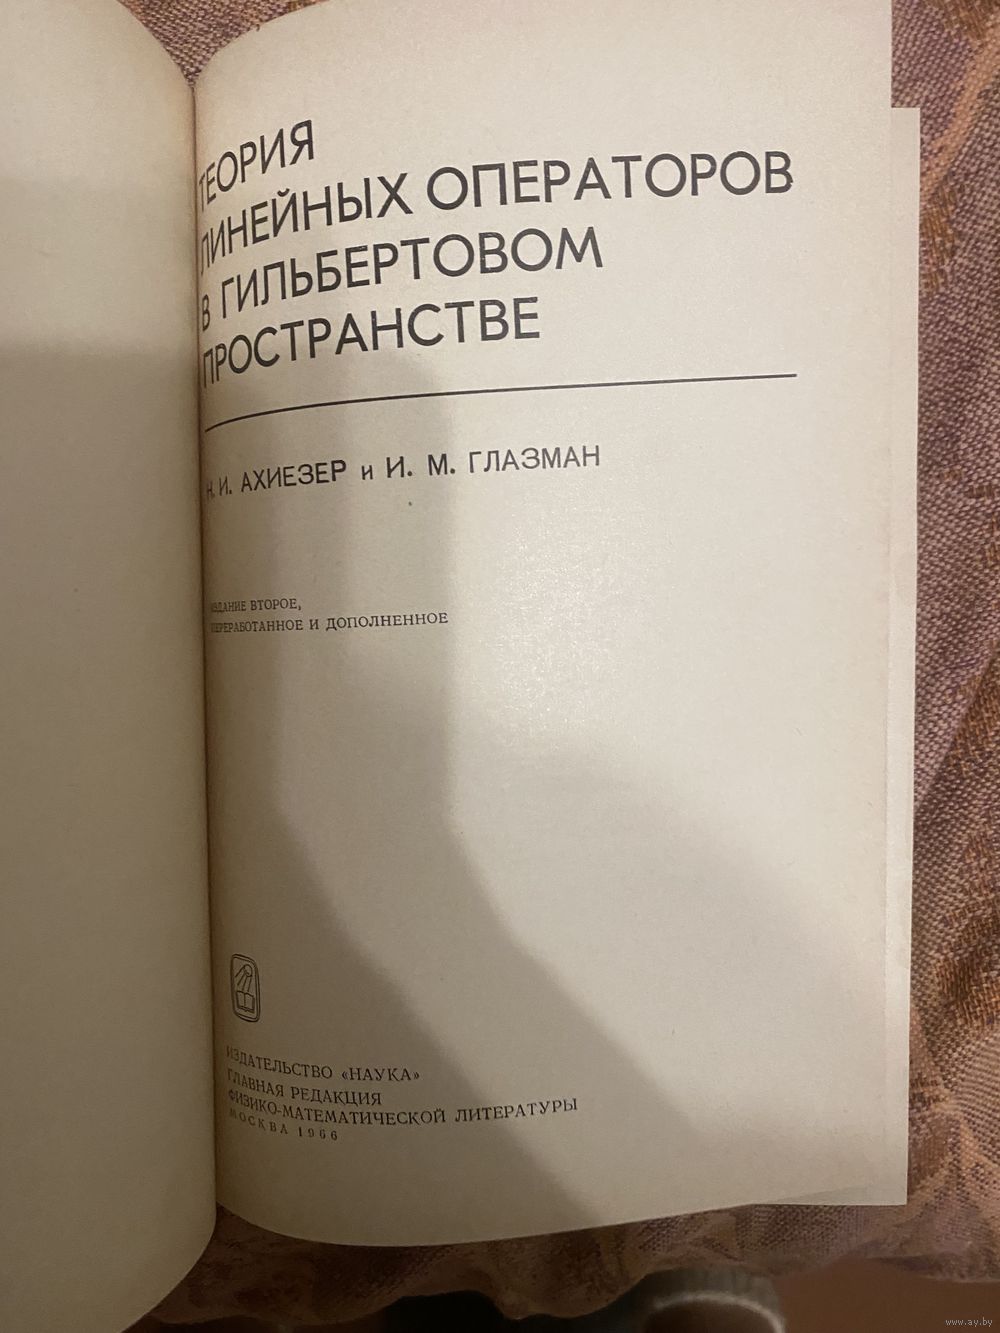 ТЕОРИЯ
ЛИНЕЙНЫХ ОПЕРАТОРОВ
В ГИЛЬБЕРТОВОМ
ПРОСТРАНСТВЕ
Н. И. АХИЕЗЕР и И. М. ГЛАЗМАН
ИЗДАНИЕ ВТОРОЕ,
ПЕРЕРАБОТАННОЕ И ДОПОЛНЕННОЕ
ИЗДАТЕЛЬСТВО «НАУКА»
ГЛАВНАЯ РЕДАКЦИЯ
ФИЗИКО-МАТЕМАТИЧЕСКОЙ ЛИТЕРАТУРЫ
МОСКВА 1966
www.ay.by